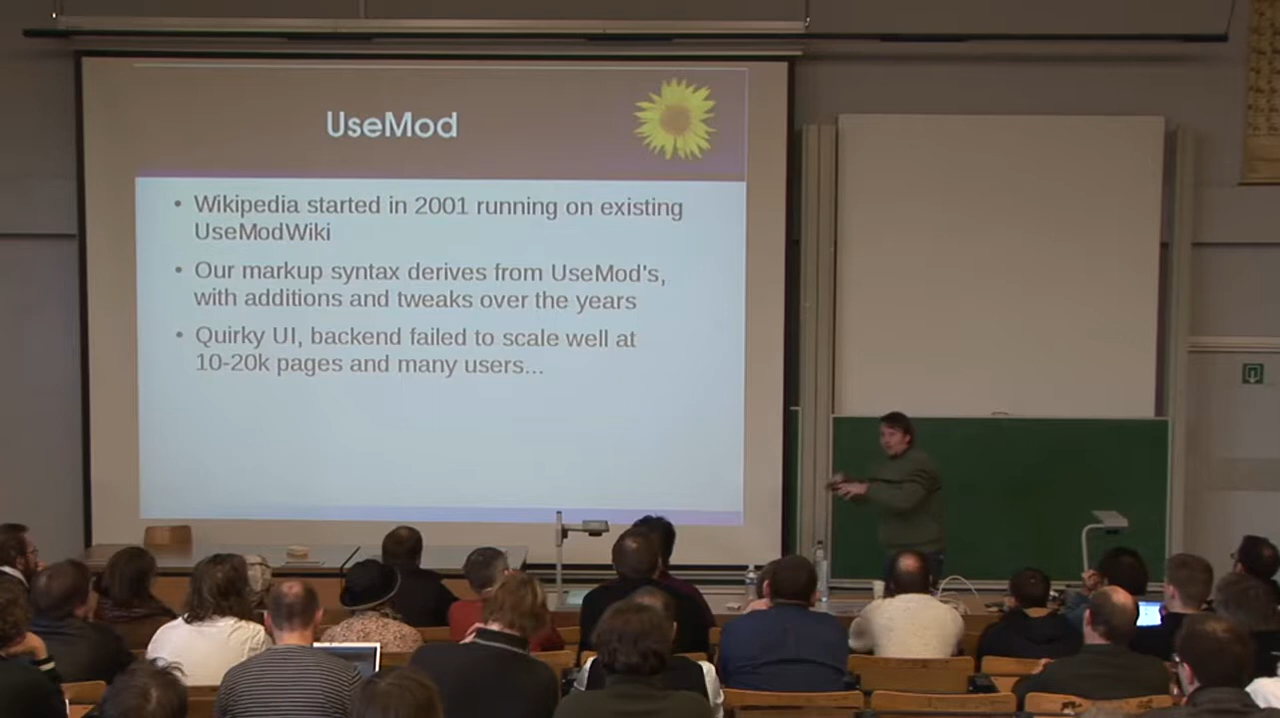 UseMod
• Wikipedia started in 2001 running on existing
UseModWiki
• Our markup syntax derives from UseMod's,
with additions and tweaks over the years
• Quirky UI, backend failed to scale well at
10-20k pages and many users...